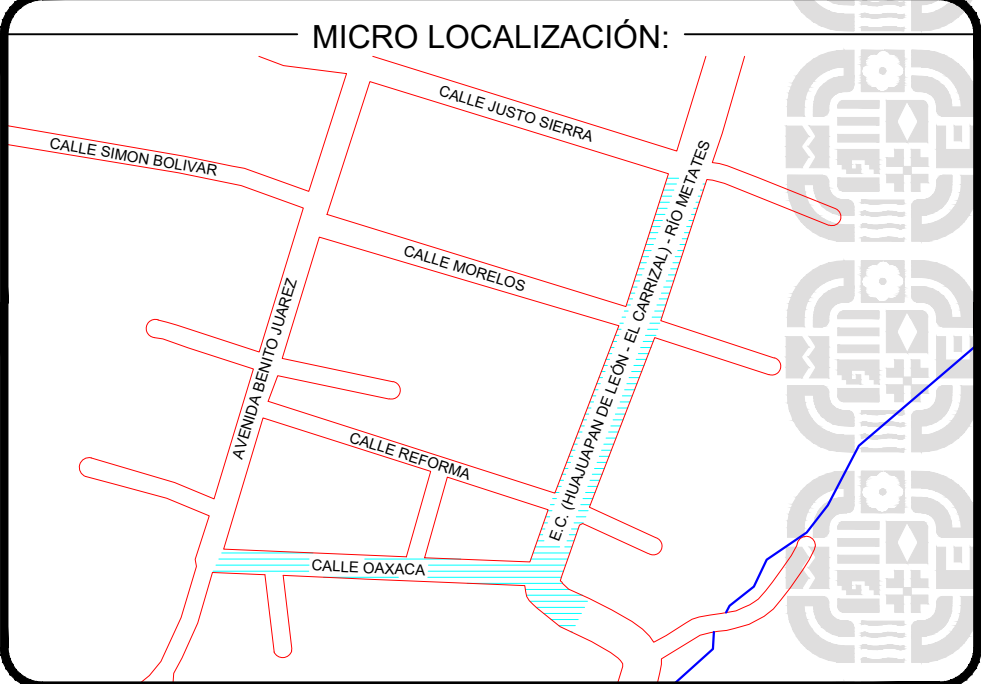 MICRO LOCALIZACIÓN:
CALLE JUSTO SIERRA
CALLE SIMON BOLIVAR
CALLE MORELOS
E.C. (HUAJUAPAN DE LEÓN - EL CARRIZAL) - RÍO METATES
AVENIDA BENITO JUAREZ
CALLE REFORMA
CALLE OAXACA